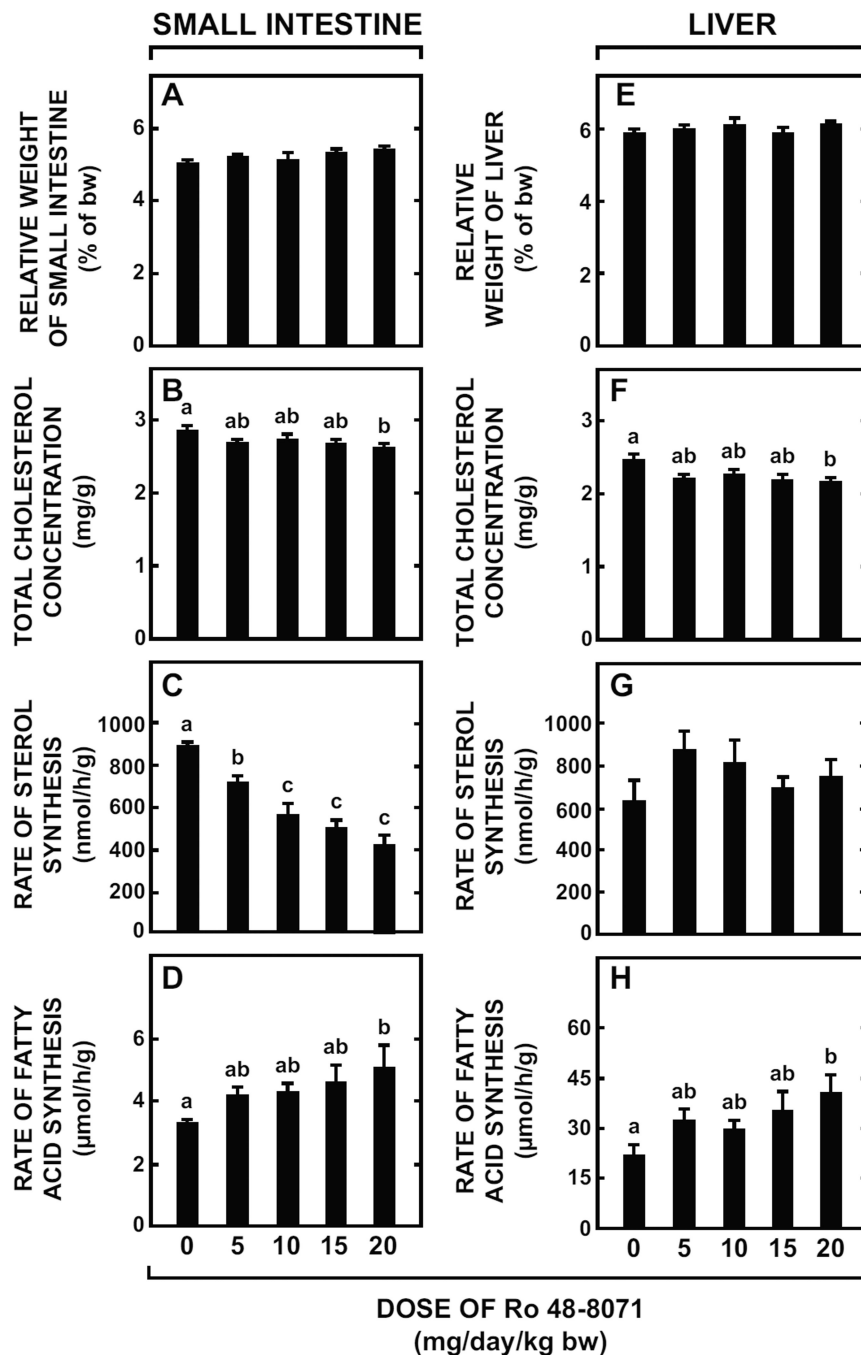 SMALL INTESTINE
LIVER
A
RELATIVE WEIGHT
OF SMALL INTESTINE
(% of bw)
6
4
2
0
E
RELATIVE
WEIGHT OF LIVER
(% of bw)
6
4
2
0
B
TOTAL CHOLESTEROL
CONCENTRATION
(mg/g)
3
2
1
0
a ab ab ab b
F
TOTAL CHOLESTEROL
CONCENTRATION
(mg/g)
3
2
1
0
a ab ab ab b
C
RATE OF STEROL
SYNTHESIS
(nmol/h/g)
1000
800
600
400
200
0
a b c c c
G
RATE OF STEROL
SYNTHESIS
(nmol/h/g)
1000
800
600
400
200
0
D
RATE OF FATTY
ACID SYNTHESIS
(µmol/h/g)
6
4
2
0
a ab ab ab b
0 5 10 15 20
H
RATE OF FATTY
ACID SYNTHESIS
(µmol/h/g)
60
45
30
15
0
a ab ab ab b
0 5 10 15 20
DOSE OF Ro 48-8071
(mg/day/kg bw)